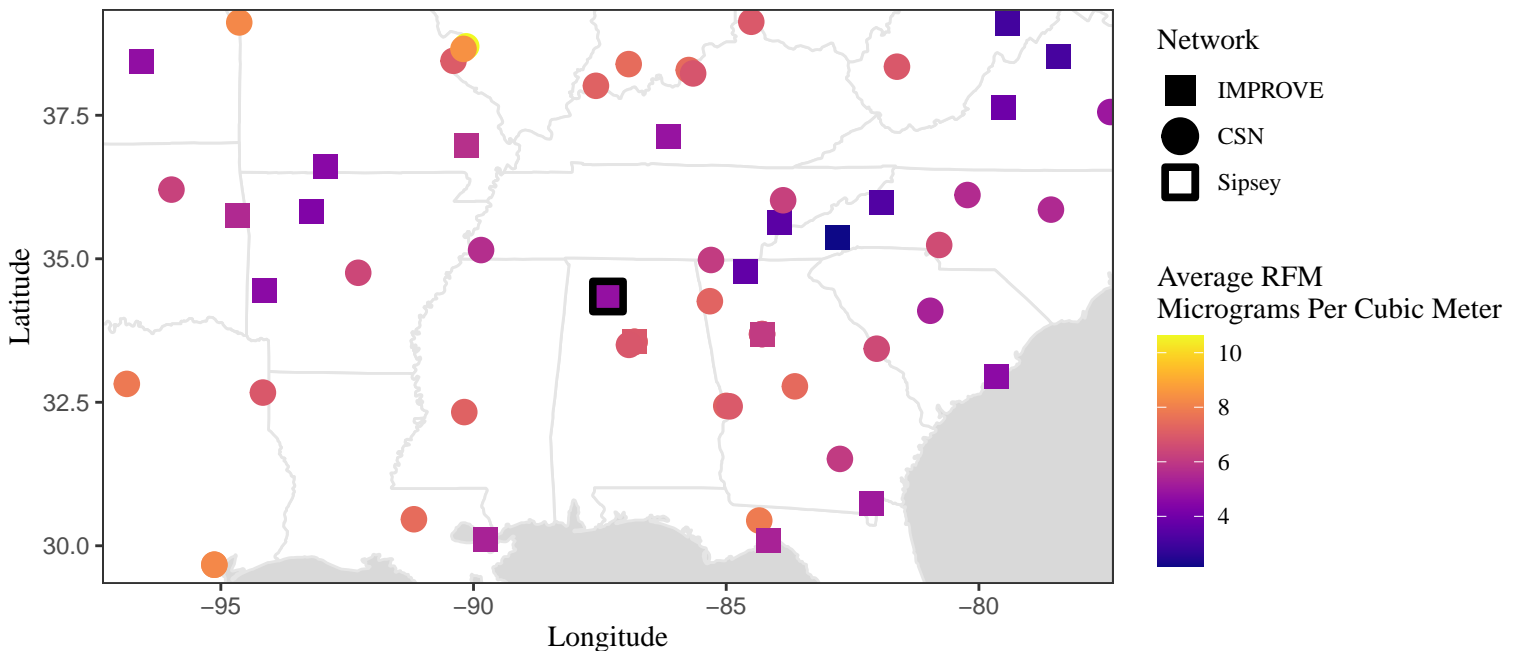 37.5
35.0
32.5
30.0
Latitude
−95
−90
−85
−80
Longitude
Network
IMPROVE
CSN
Sipsey
Average RFM
Micrograms Per Cubic Meter
10
8
6
4